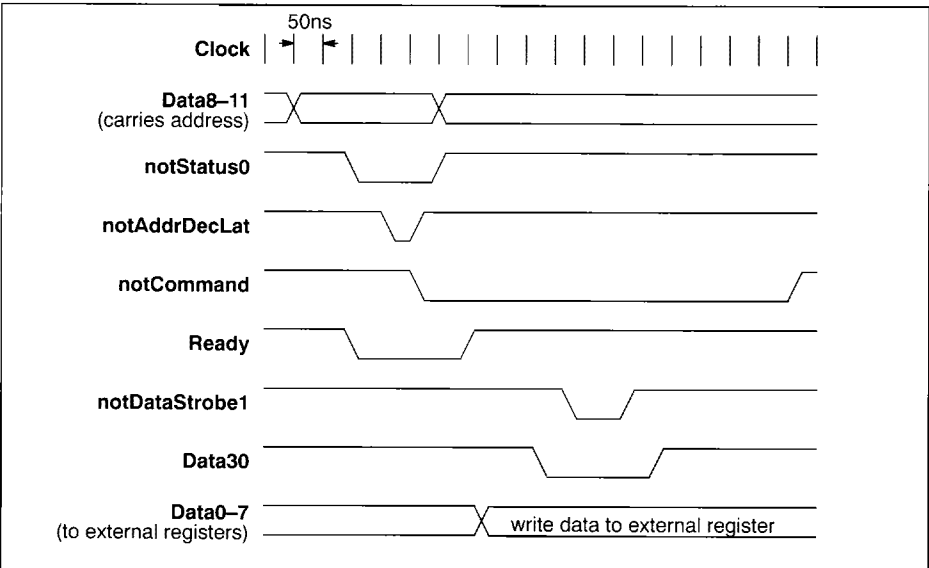 50ns
Clock
Data8–11
(carries address)
notStatus0
notAddrDecLat
notCommand
Ready
notDataStrobe1
Data30
Data0–7
(to external registers)
write data to external register